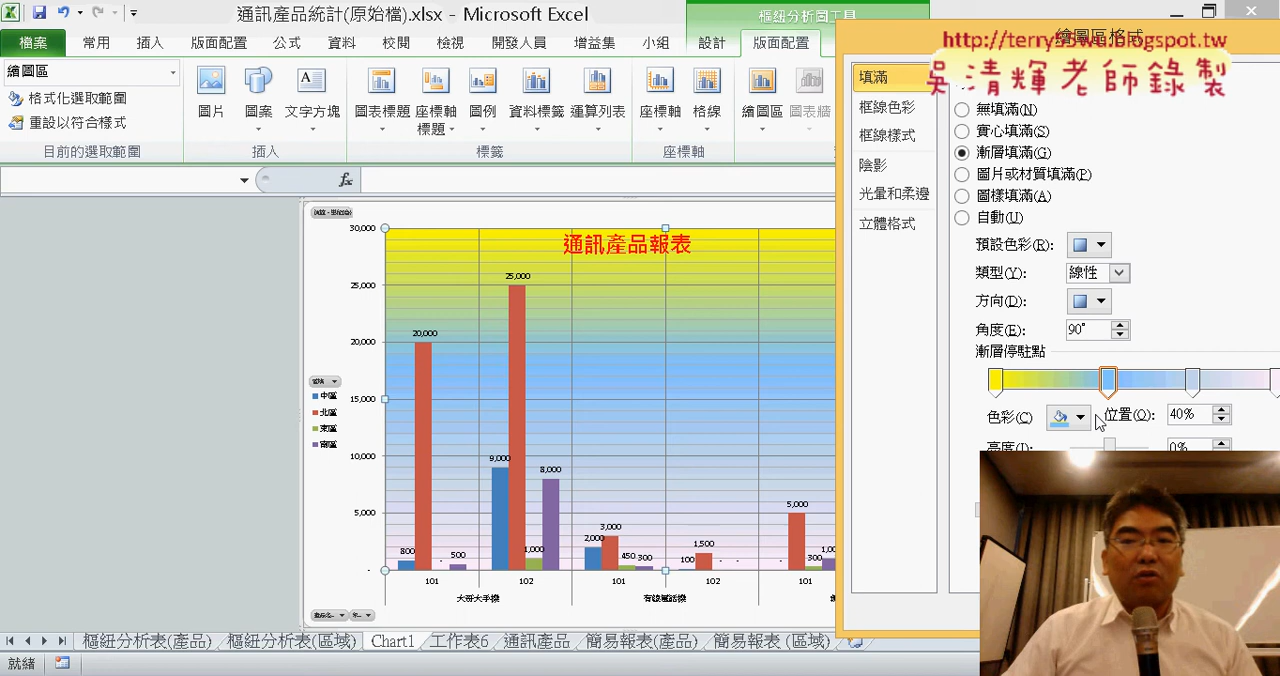 通訊產品統計(原始檔).xlsx - Microsoft Excel
樞紐分析圖工具
繪圖區格式
http://terry55wu.blogspot.tw
吳清輝老師錄製
檔案 常用 插入 版面配置 公式 資料 校閱 檢視 開發人員 增益集 小組 設計 版面配置
繪圖區
格式化選取範圍
重設以符合樣式
目前的選取範圍
圖片 圖案 文字方塊
插入
圖表標題 座標軸標題 圖例 資料標籤 運算列表
標籤
座標軸 格線
座標軸
繪圖區 圖表牆
fx
填滿
框線色彩
框線樣式
陰影
光暈和柔邊
立體格式
無填滿(N)
實心填滿(S)
漸層填滿(G)
圖片或材質填滿(P)
圖樣填滿(A)
自動(U)
預設色彩(R):
類型(Y): 線性
方向(D):
角度(E): 90°
漸層停駐點
色彩(C) 位置(O): 40%
亮度(I): 0%
通訊產品報表
30,000
25,000
20,000
15,000
10,000
5,000
-
中區
北區
東區
南區
800 20,000 - 500
9,000 25,000 1,000 8,000
2,000 3,000 450 300
100 1,500 - -
- 5,000 300 1,0
101 102 101 102 101
大哥大手機 有線電話機
樞紐分析表(產品) 樞紐分析表(區域) Chart1 工作表6 通訊產品 簡易報表(產品) 簡易報表 (區域)
就緒